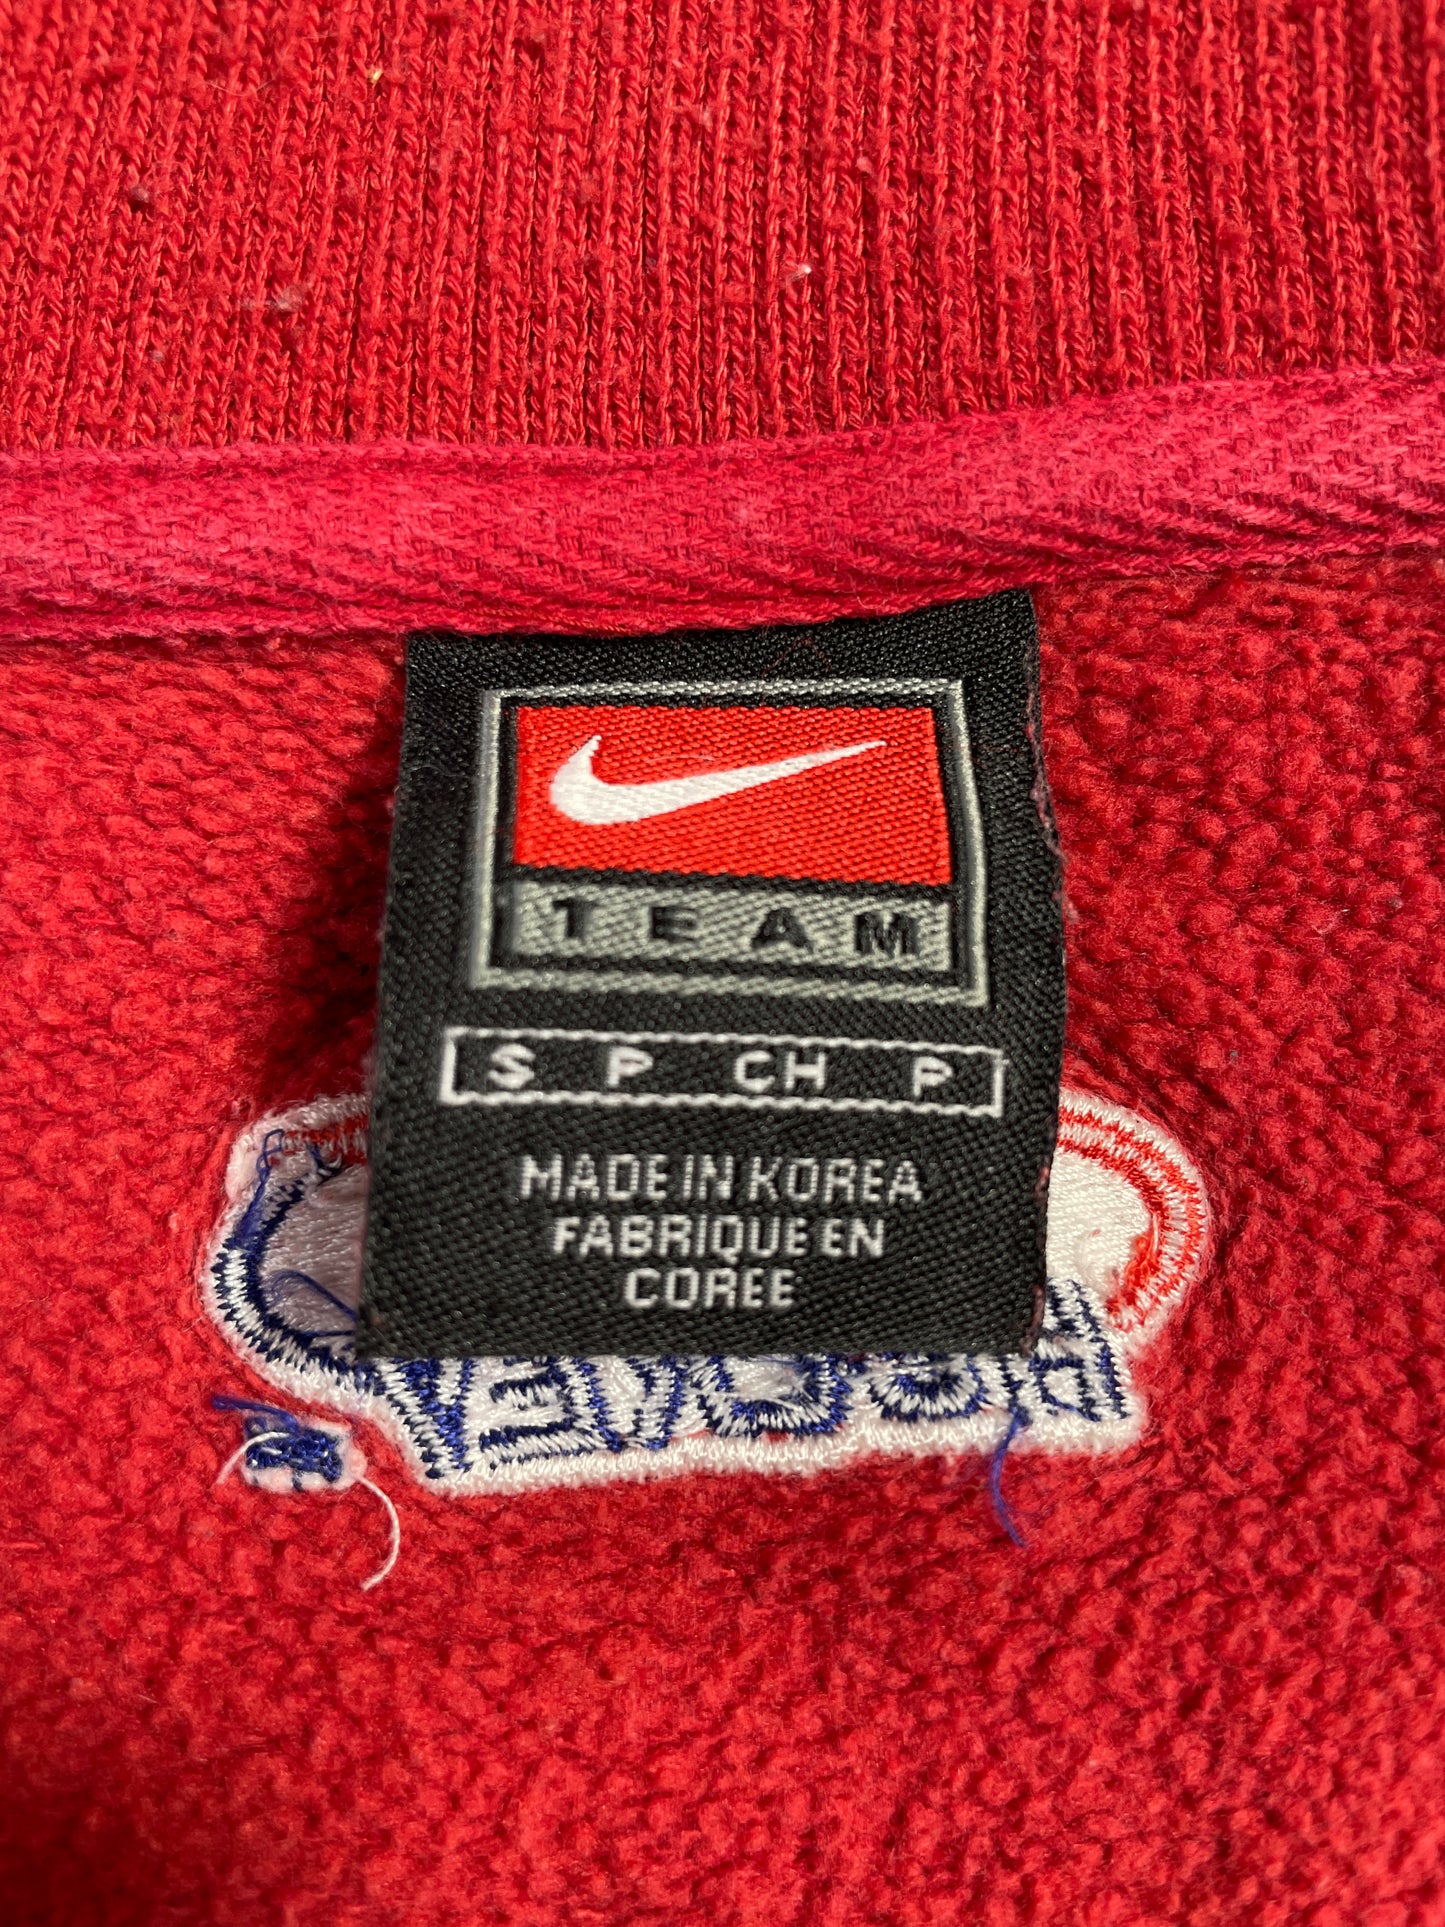 TEAM
S P CH P
MADE IN KOREA
FABRIQUE EN
COREE